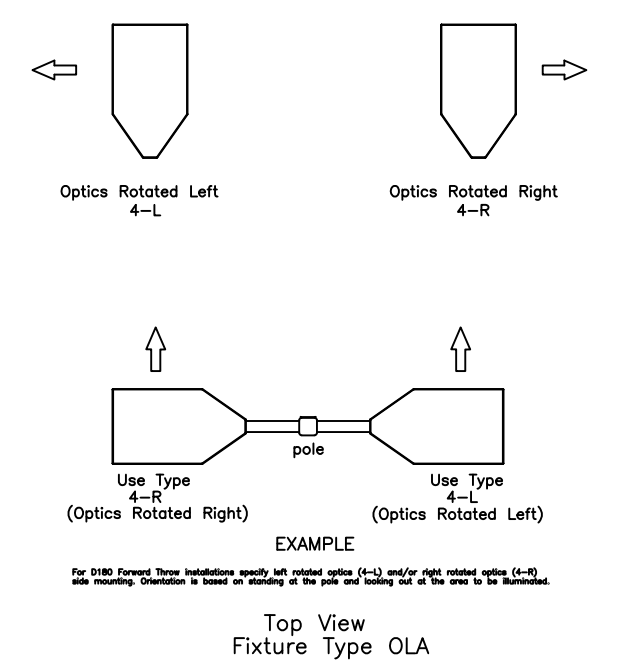 Optics Rotated Left
4-L
Optics Rotated Right
4-R
pole
Use Type
4-R
(Optics Rotated Right)
Use Type
4-L
(Optics Rotated Left)
EXAMPLE
For D180 Forward Throw installations specify left rotated optics (4-L) and/or right rotated optics (4-R)
side mounting. Orientation is based on standing at the pole and looking out at the area to be illuminated.
Top View
Fixture Type OLA